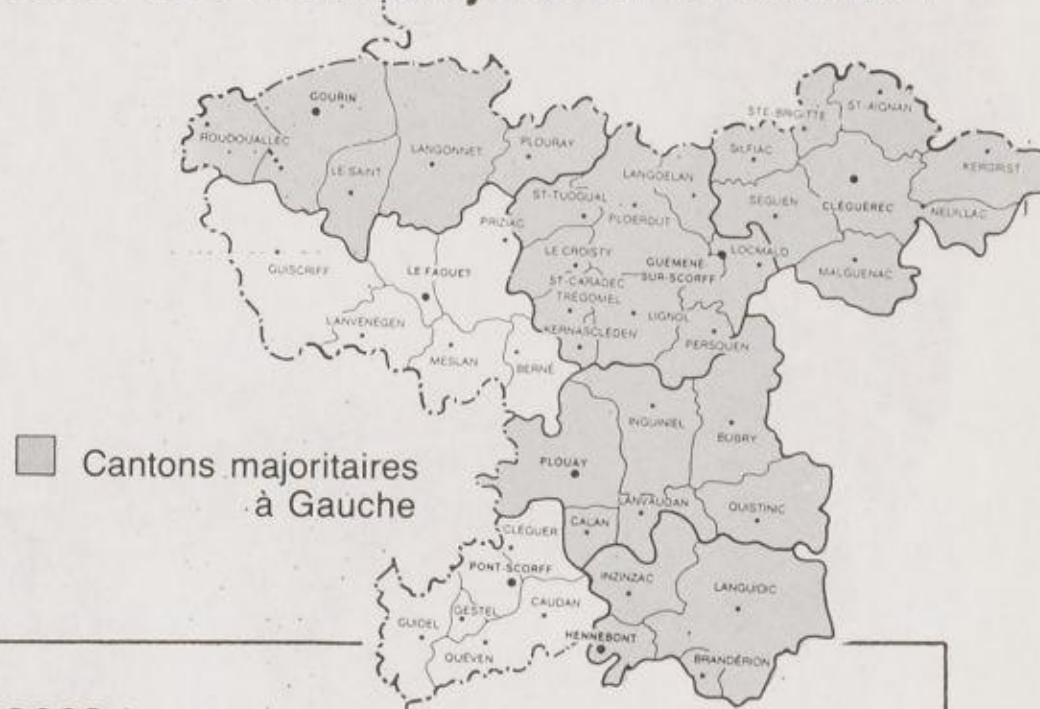 STE-BRIGITTE
ST-AIGNAN
GOURIN
ROUDOUALLEC
LE SAINT
LANGONNET
PLOURAY
SILFIAC
KERGRIST
LANGOELAN
ST-TUGDUAL
PLOERDUT
SEGLIEN
CLÉGUÉREC
NEUILLAC
PRIZIAC
LE CROISTY
GUÉMENÉ-
SUR-SCORFF
LOCMALO
MALGUENAC
GUISCRIFF
LE FAOUET
ST-CARADEC
TRÉGOMEL
LIGNOL
LANVENEGEN
KERNASCLÉDEN
PERSQUEN
MESLAN
BERNÉ
INGUINIEL
BUBRY
PLOUAY
Cantons majoritaires
à Gauche
LANVAUDAN
QUISTINIC
CLÉGUER
CALAN
PONT-SCORFF
INZINZAC
LANGUIDIC
GUIDEL
GESTEL
CAUDAN
QUÉVEN
HENNEBONT
BRANDÉRION